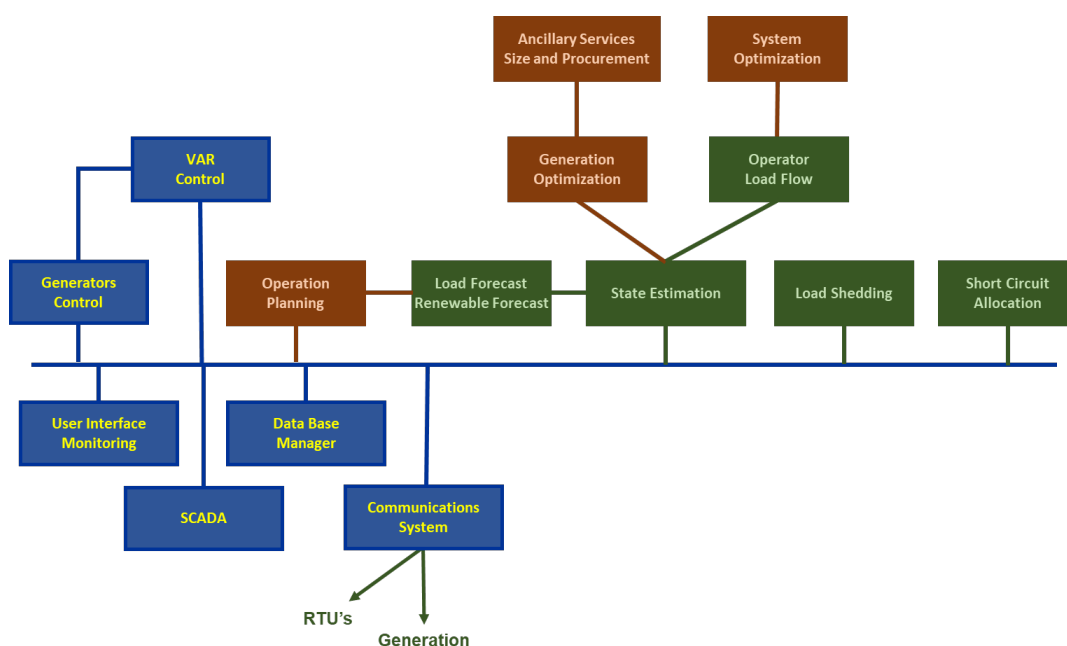 Ancillary Services
Size and Procurement
System
Optimization
VAR
Control
Generation
Optimization
Operator
Load Flow
Generators
Control
Operation
Planning
Load Forecast
Renewable Forecast
State Estimation
Load Shedding
Short Circuit
Allocation
User Interface
Monitoring
Data Base
Manager
SCADA
Communications
System
RTU’s
Generation